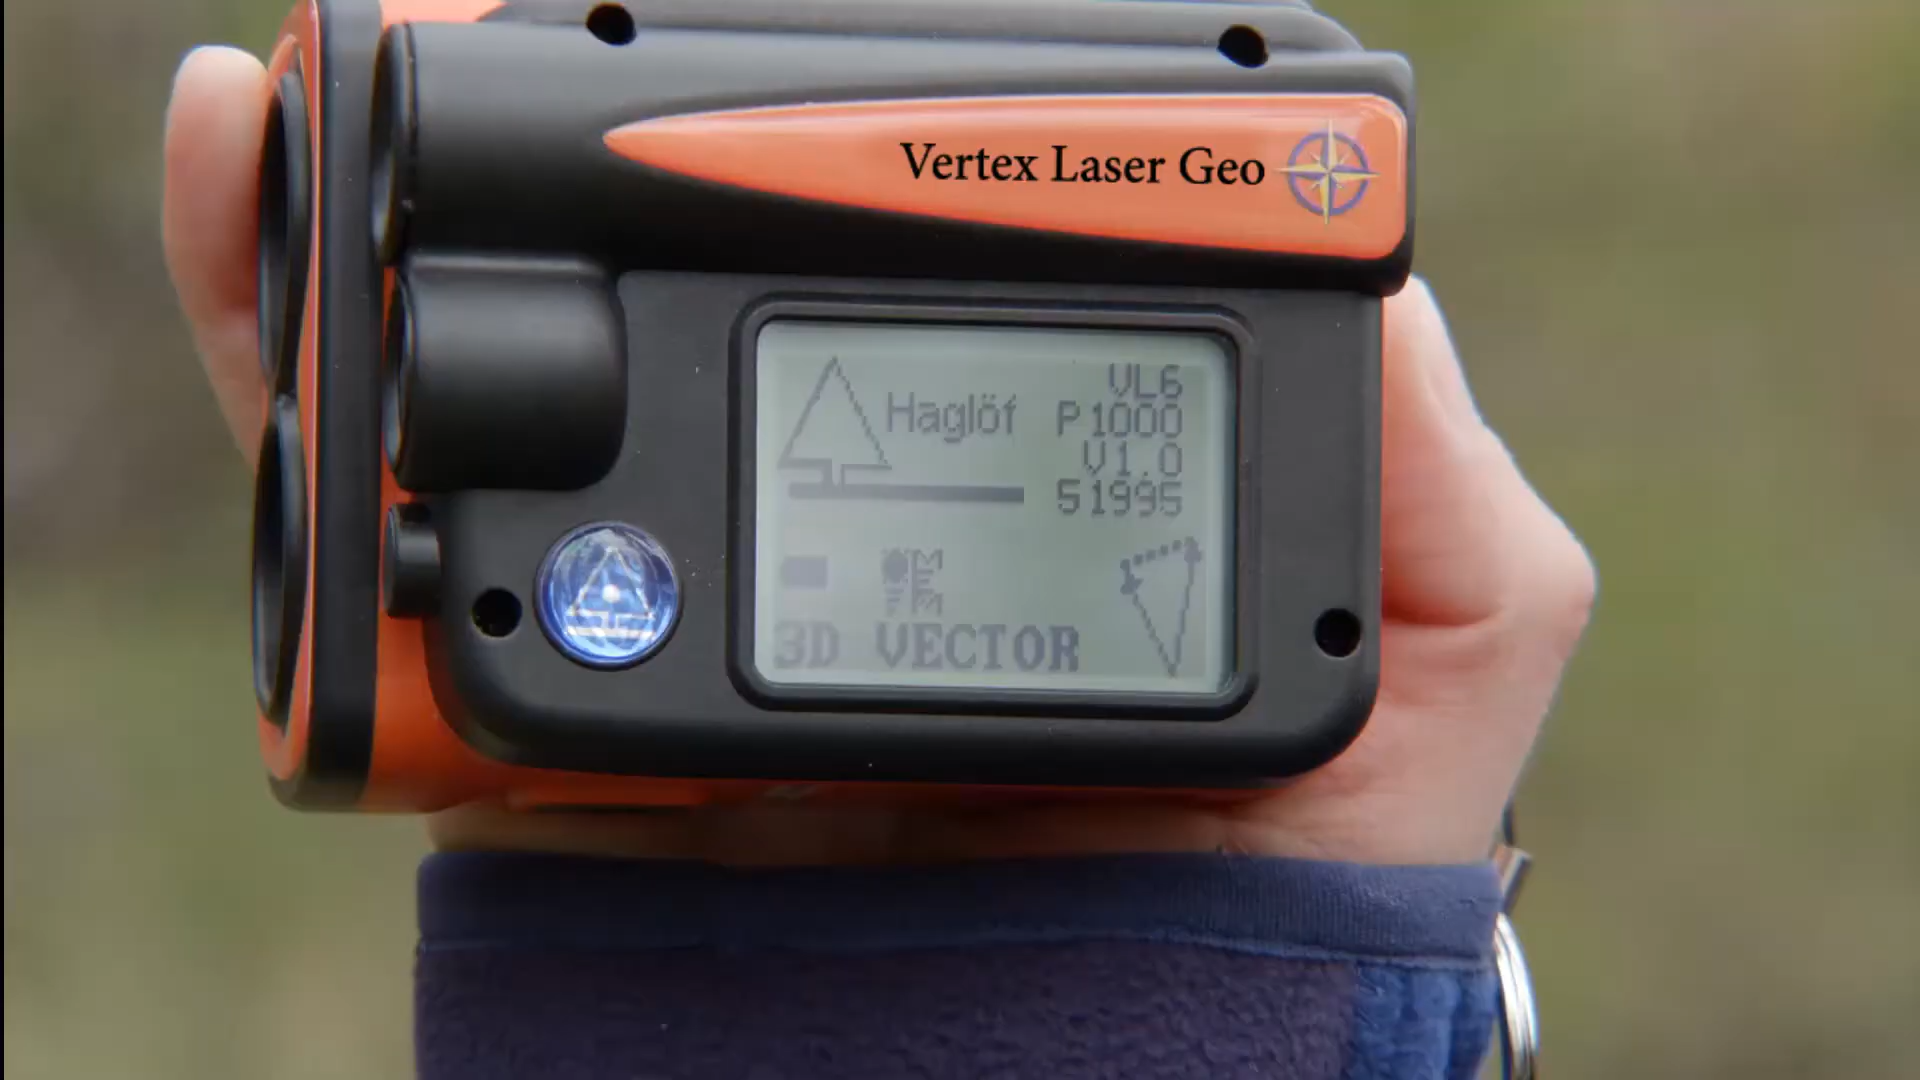 Vertex Laser Geo
Haglöf
VL6
P1000
V1.0
51995
3D VECTOR